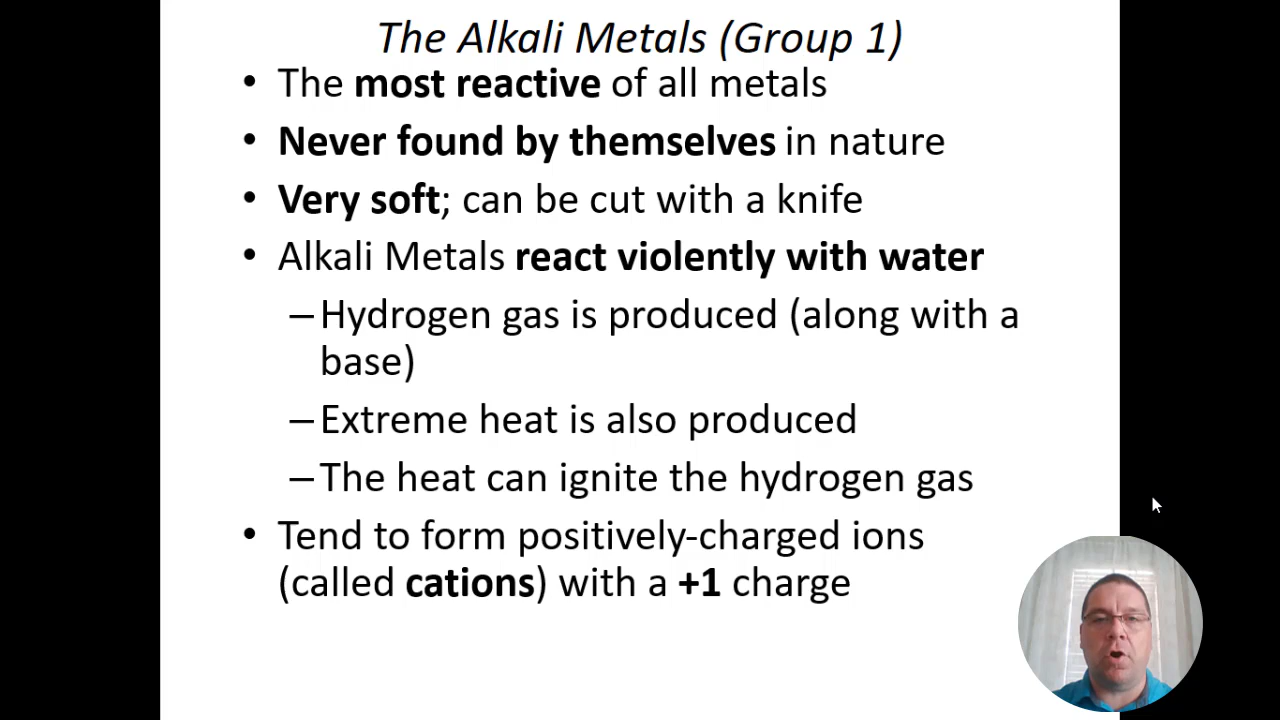 The Alkali Metals (Group 1)
• The most reactive of all metals
• Never found by themselves in nature
• Very soft; can be cut with a knife
• Alkali Metals react violently with water
–Hydrogen gas is produced (along with a
base)
–Extreme heat is also produced
–The heat can ignite the hydrogen gas
• Tend to form positively-charged ions
(called cations) with a +1 charge